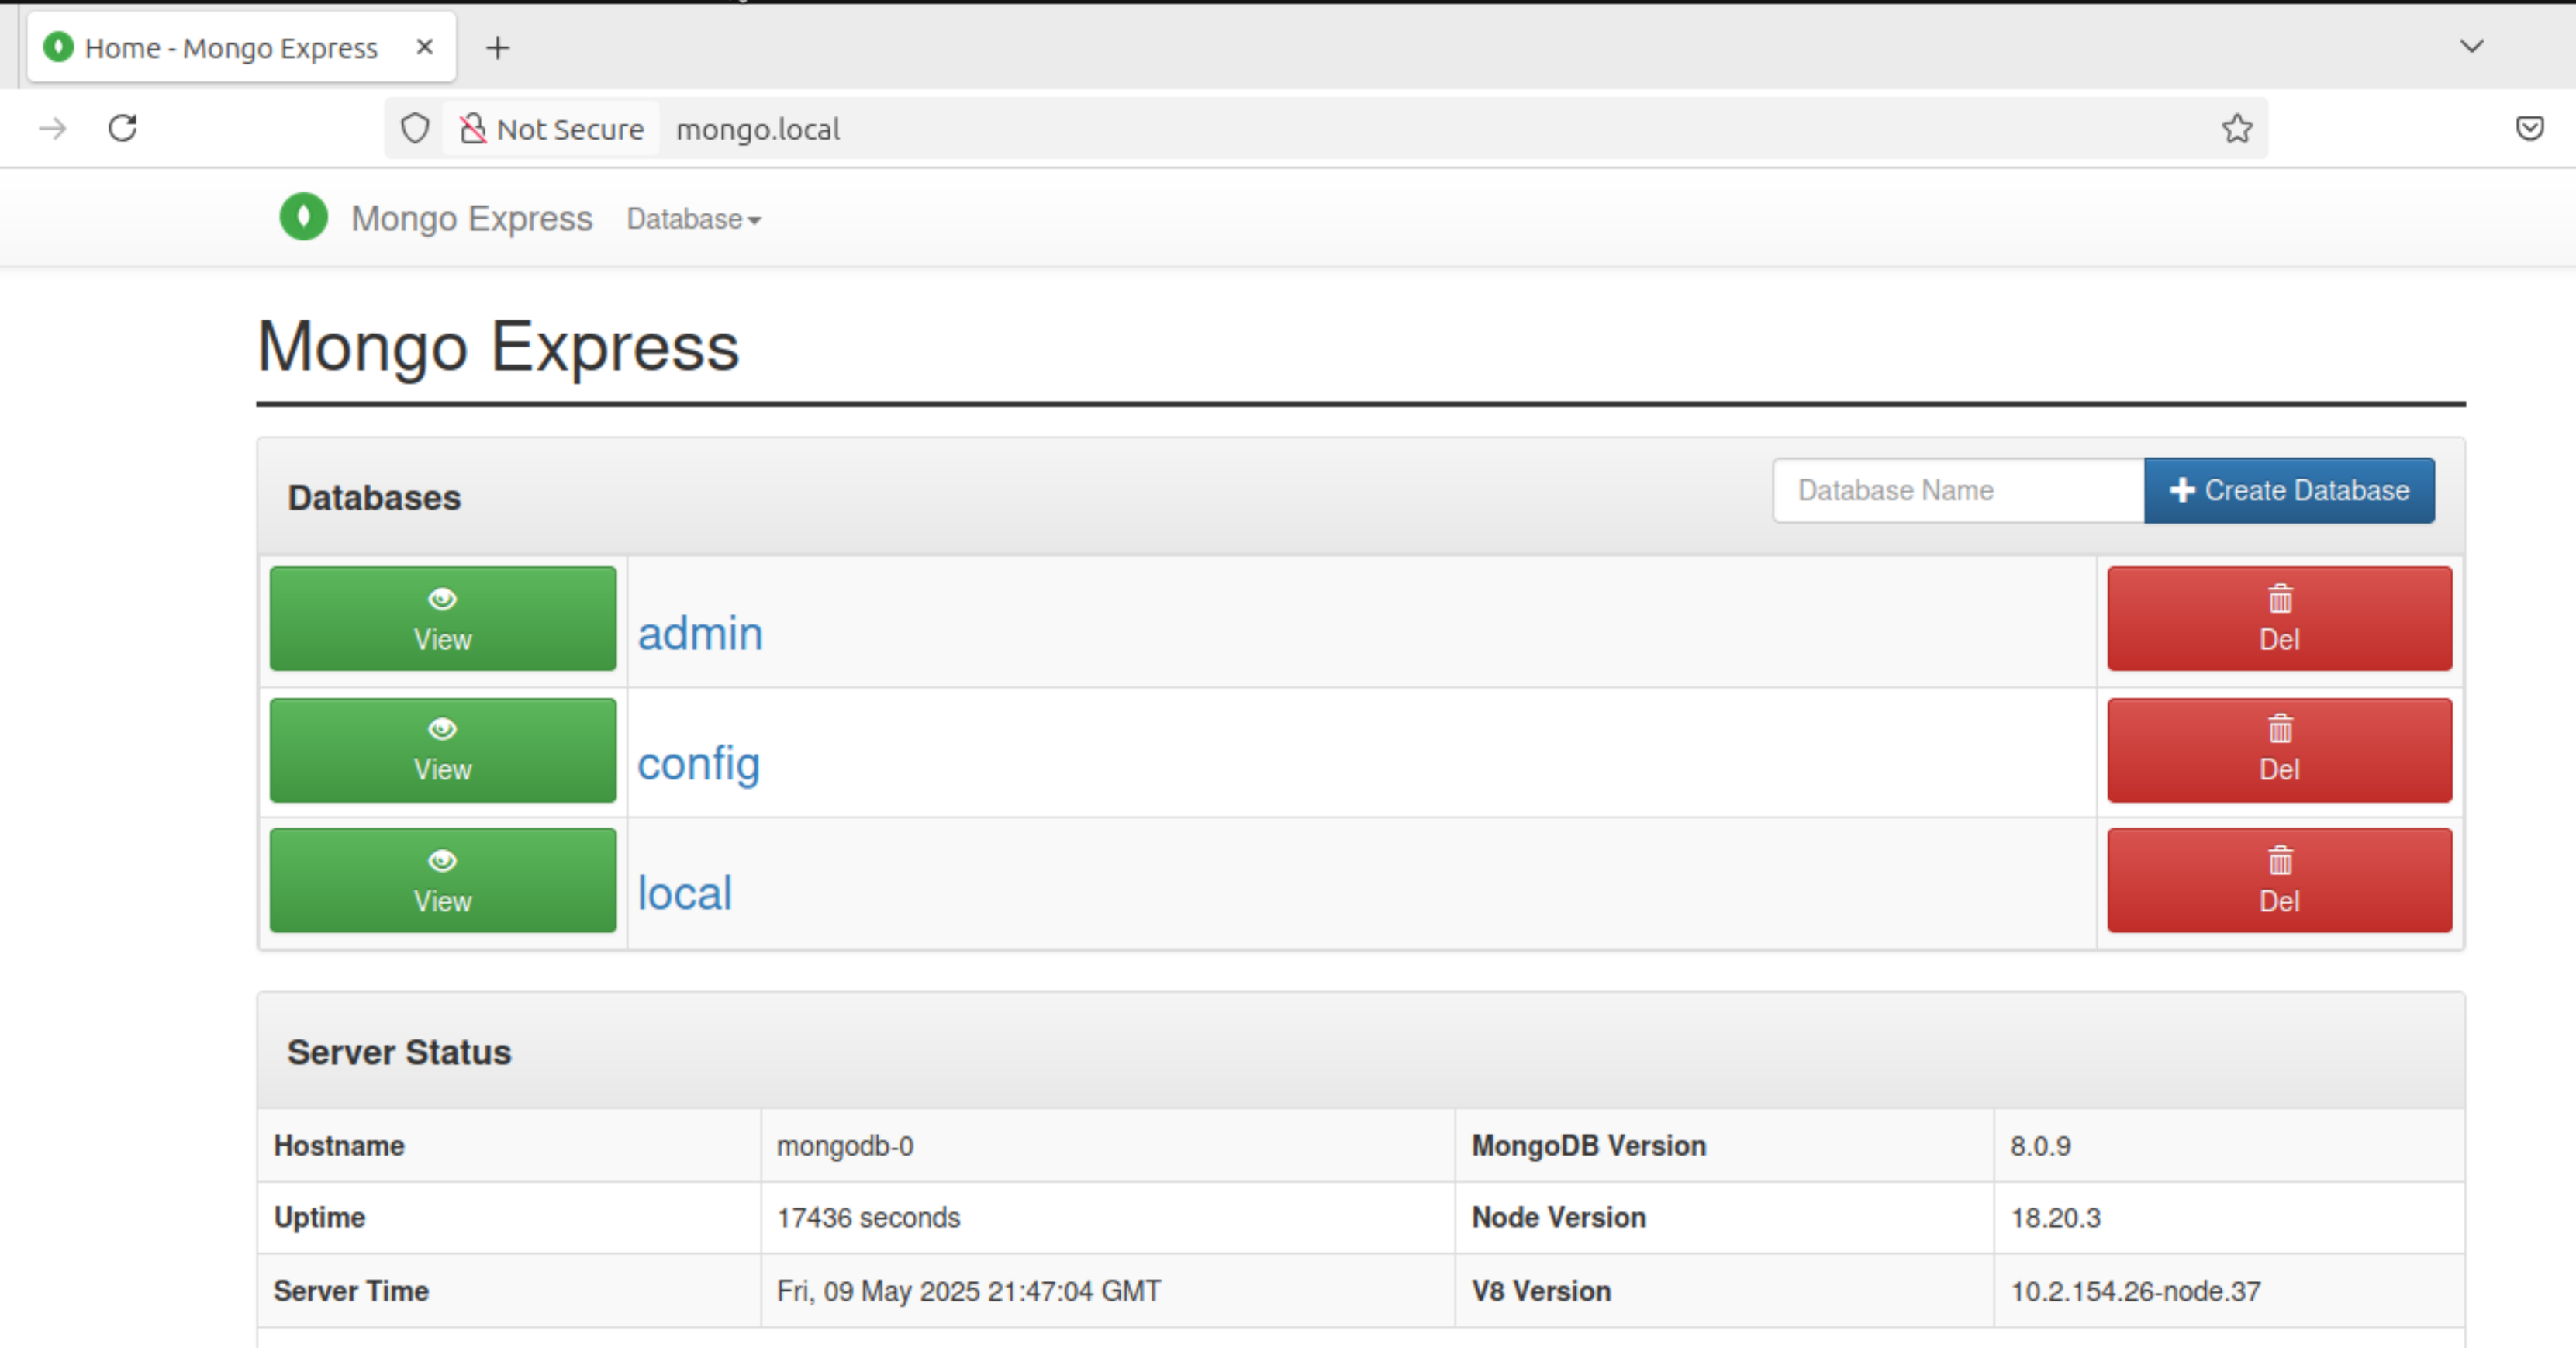 Home - Mongo Express
Not Secure mongo.local
Mongo Express Database
Mongo Express
Databases Database Name Create Database
View admin Del
View config Del
View local Del
Server Status
Hostname mongodb-0 MongoDB Version 8.0.9
Uptime 17436 seconds Node Version 18.20.3
Server Time Fri, 09 May 2025 21:47:04 GMT V8 Version 10.2.154.26-node.37